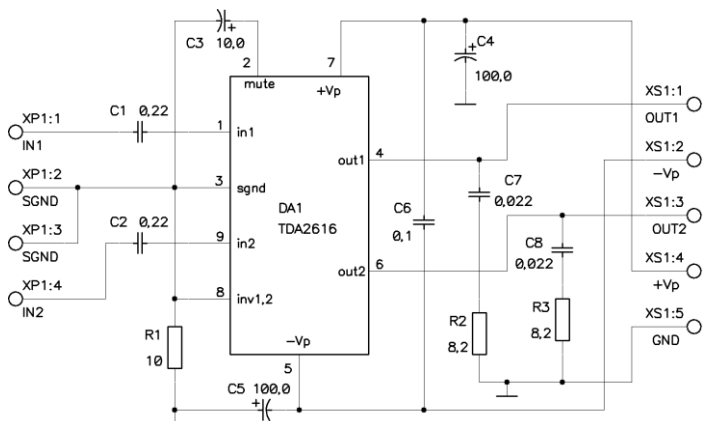 C3 10,0
+
2
mute
7
+Vp
C4
+
100,0
XP1:1
IN1
C1 0,22
1
in1
XS1:1
OUT1
out1
4
XS1:2
−Vp
XP1:2
SGND
3
sgnd
C7
0,022
XP1:3
SGND
C2 0,22
9
in2
DA1
TDA2616
C6
0,1
XS1:3
OUT2
C8
0,022
XP1:4
IN2
8
inv1,2
out2
6
XS1:4
+Vp
R1
10
−Vp
5
R2
8,2
R3
8,2
XS1:5
GND
C5 100,0
+